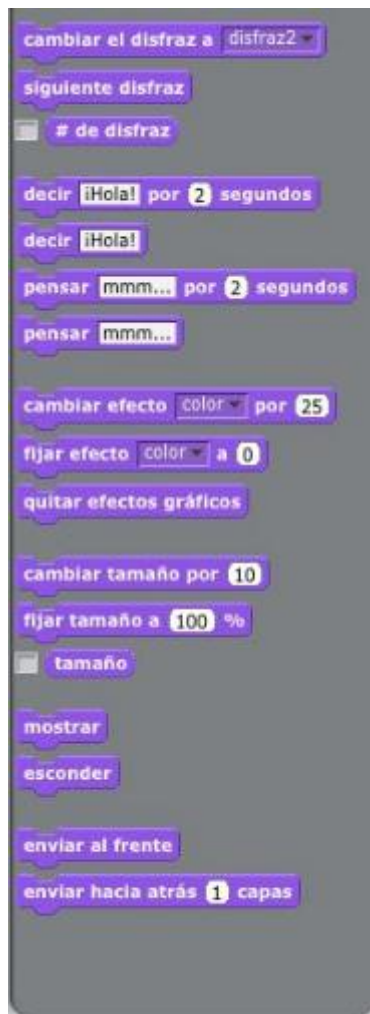 cambiar el disfraz a disfraz2
siguiente disfraz
# de disfraz
decir ¡Hola! por 2 segundos
decir ¡Hola!
pensar mmm... por 2 segundos
pensar mmm...
cambiar efecto color por 25
fijar efecto color a 0
quitar efectos gráficos
cambiar tamaño por 10
fijar tamaño a 100 %
tamaño
mostrar
esconder
enviar al frente
enviar hacia atrás 1 capas